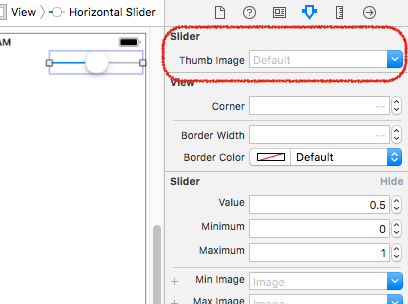 View > Horizontal Slider
AM
Slider
Thumb Image Default
View
Corner --
Border Width --
Border Color Default
Slider Hide
Value 0.5
Minimum 0
Maximum 1
+ Min Image Image
+ Max Image Image